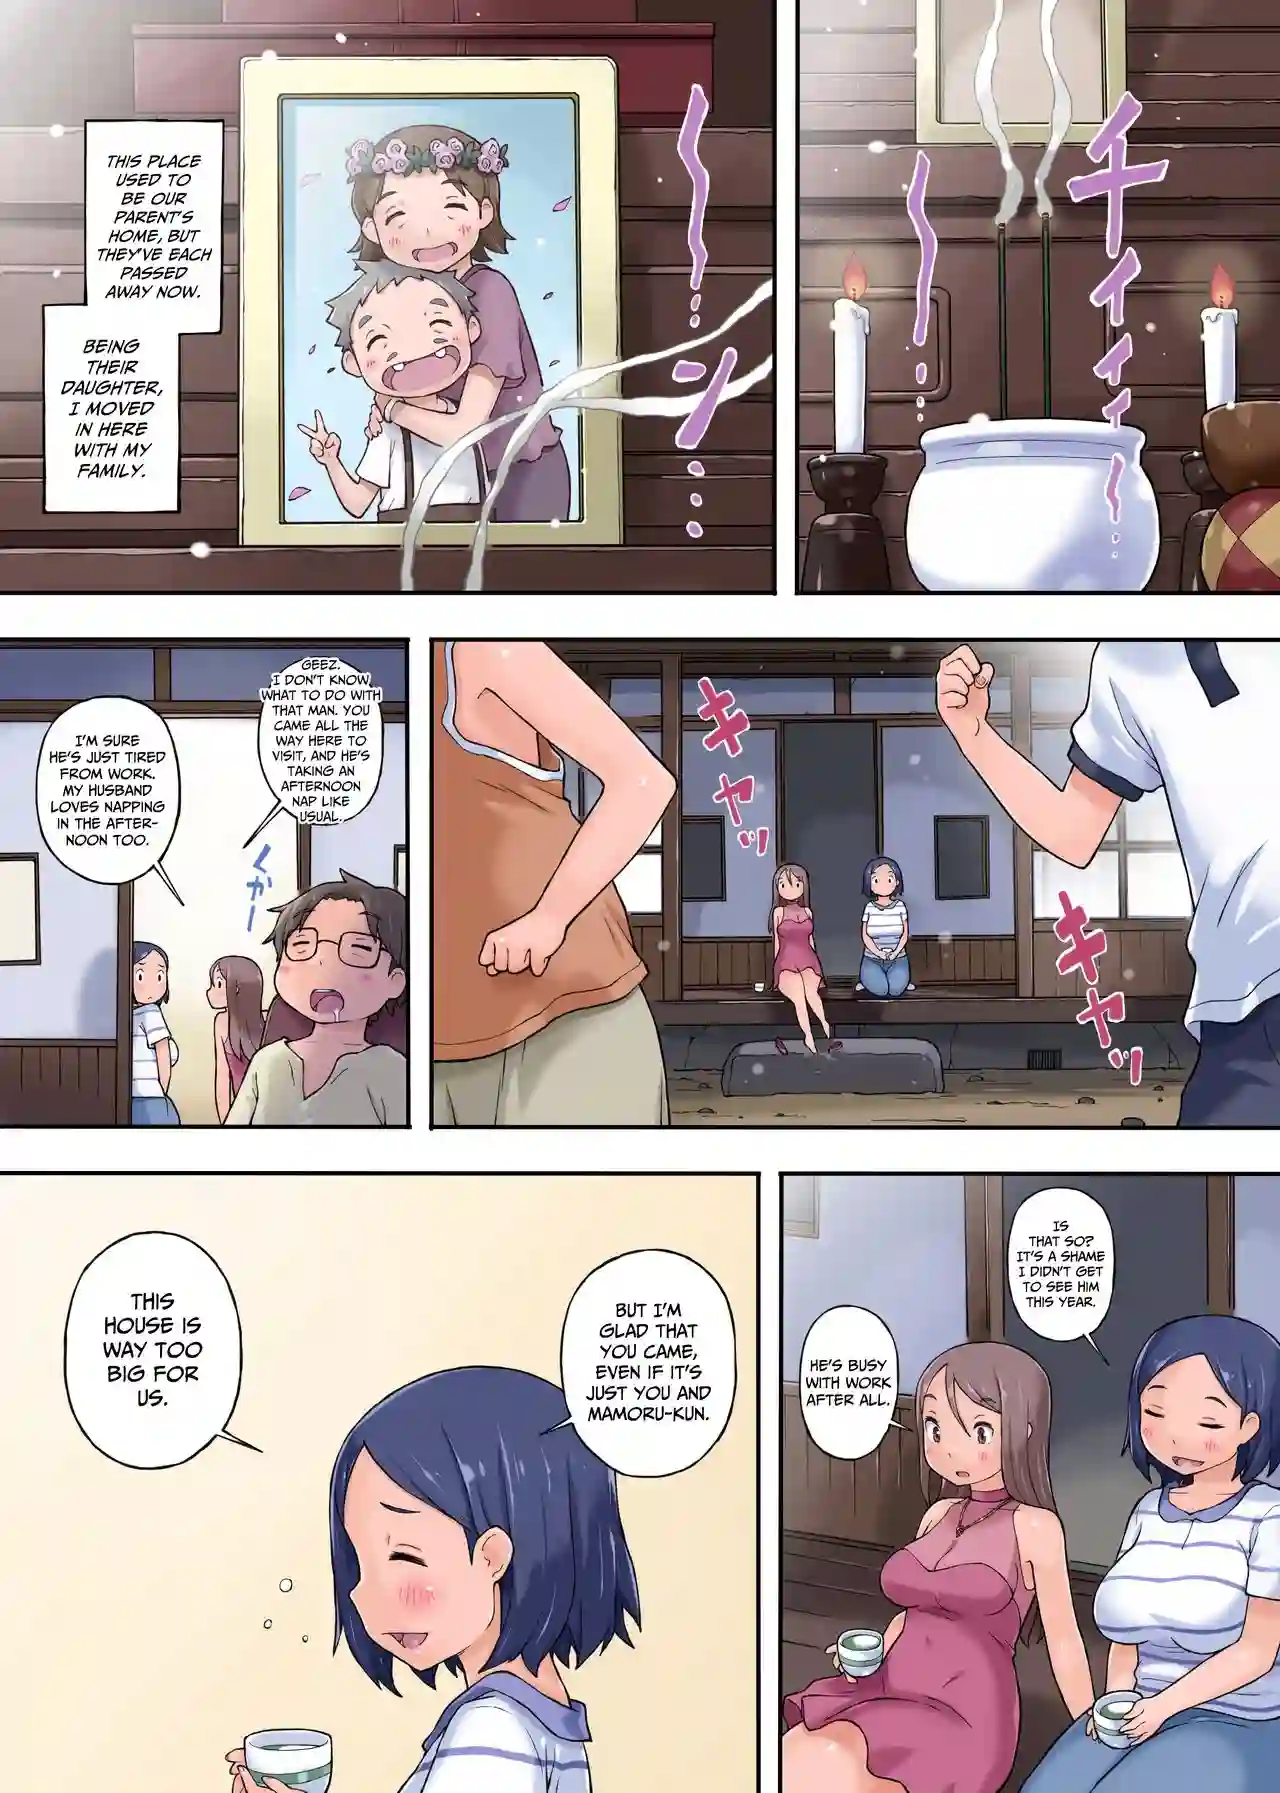 チィイイイ
〜…
〜…ン…
THIS PLACE
USED TO
BE OUR
PARENT'S
HOME, BUT
THEY'VE EACH
PASSED
AWAY NOW.
BEING
THEIR
DAUGHTER,
I MOVED
IN HERE
WITH MY
FAMILY.
キャッ
キャッ
GEEZ.
I DON'T KNOW
WHAT TO DO WITH
THAT MAN. YOU
CAME ALL THE
WAY HERE TO
VISIT, AND HE'S
TAKING AN
AFTERNOON
NAP LIKE
USUAL.
くかー
I'M SURE
HE'S JUST TIRED
FROM WORK.
MY HUSBAND
LOVES NAPPING
IN THE AFTER-
NOON TOO.
IS
THAT SO?
IT'S A SHAME
I DIDN'T GET
TO SEE HIM
THIS YEAR.
HE'S BUSY
WITH WORK
AFTER ALL.
BUT I'M
GLAD THAT
YOU CAME,
EVEN IF IT'S
JUST YOU AND
MAMORU-KUN.
THIS
HOUSE IS
WAY TOO
BIG FOR
US.